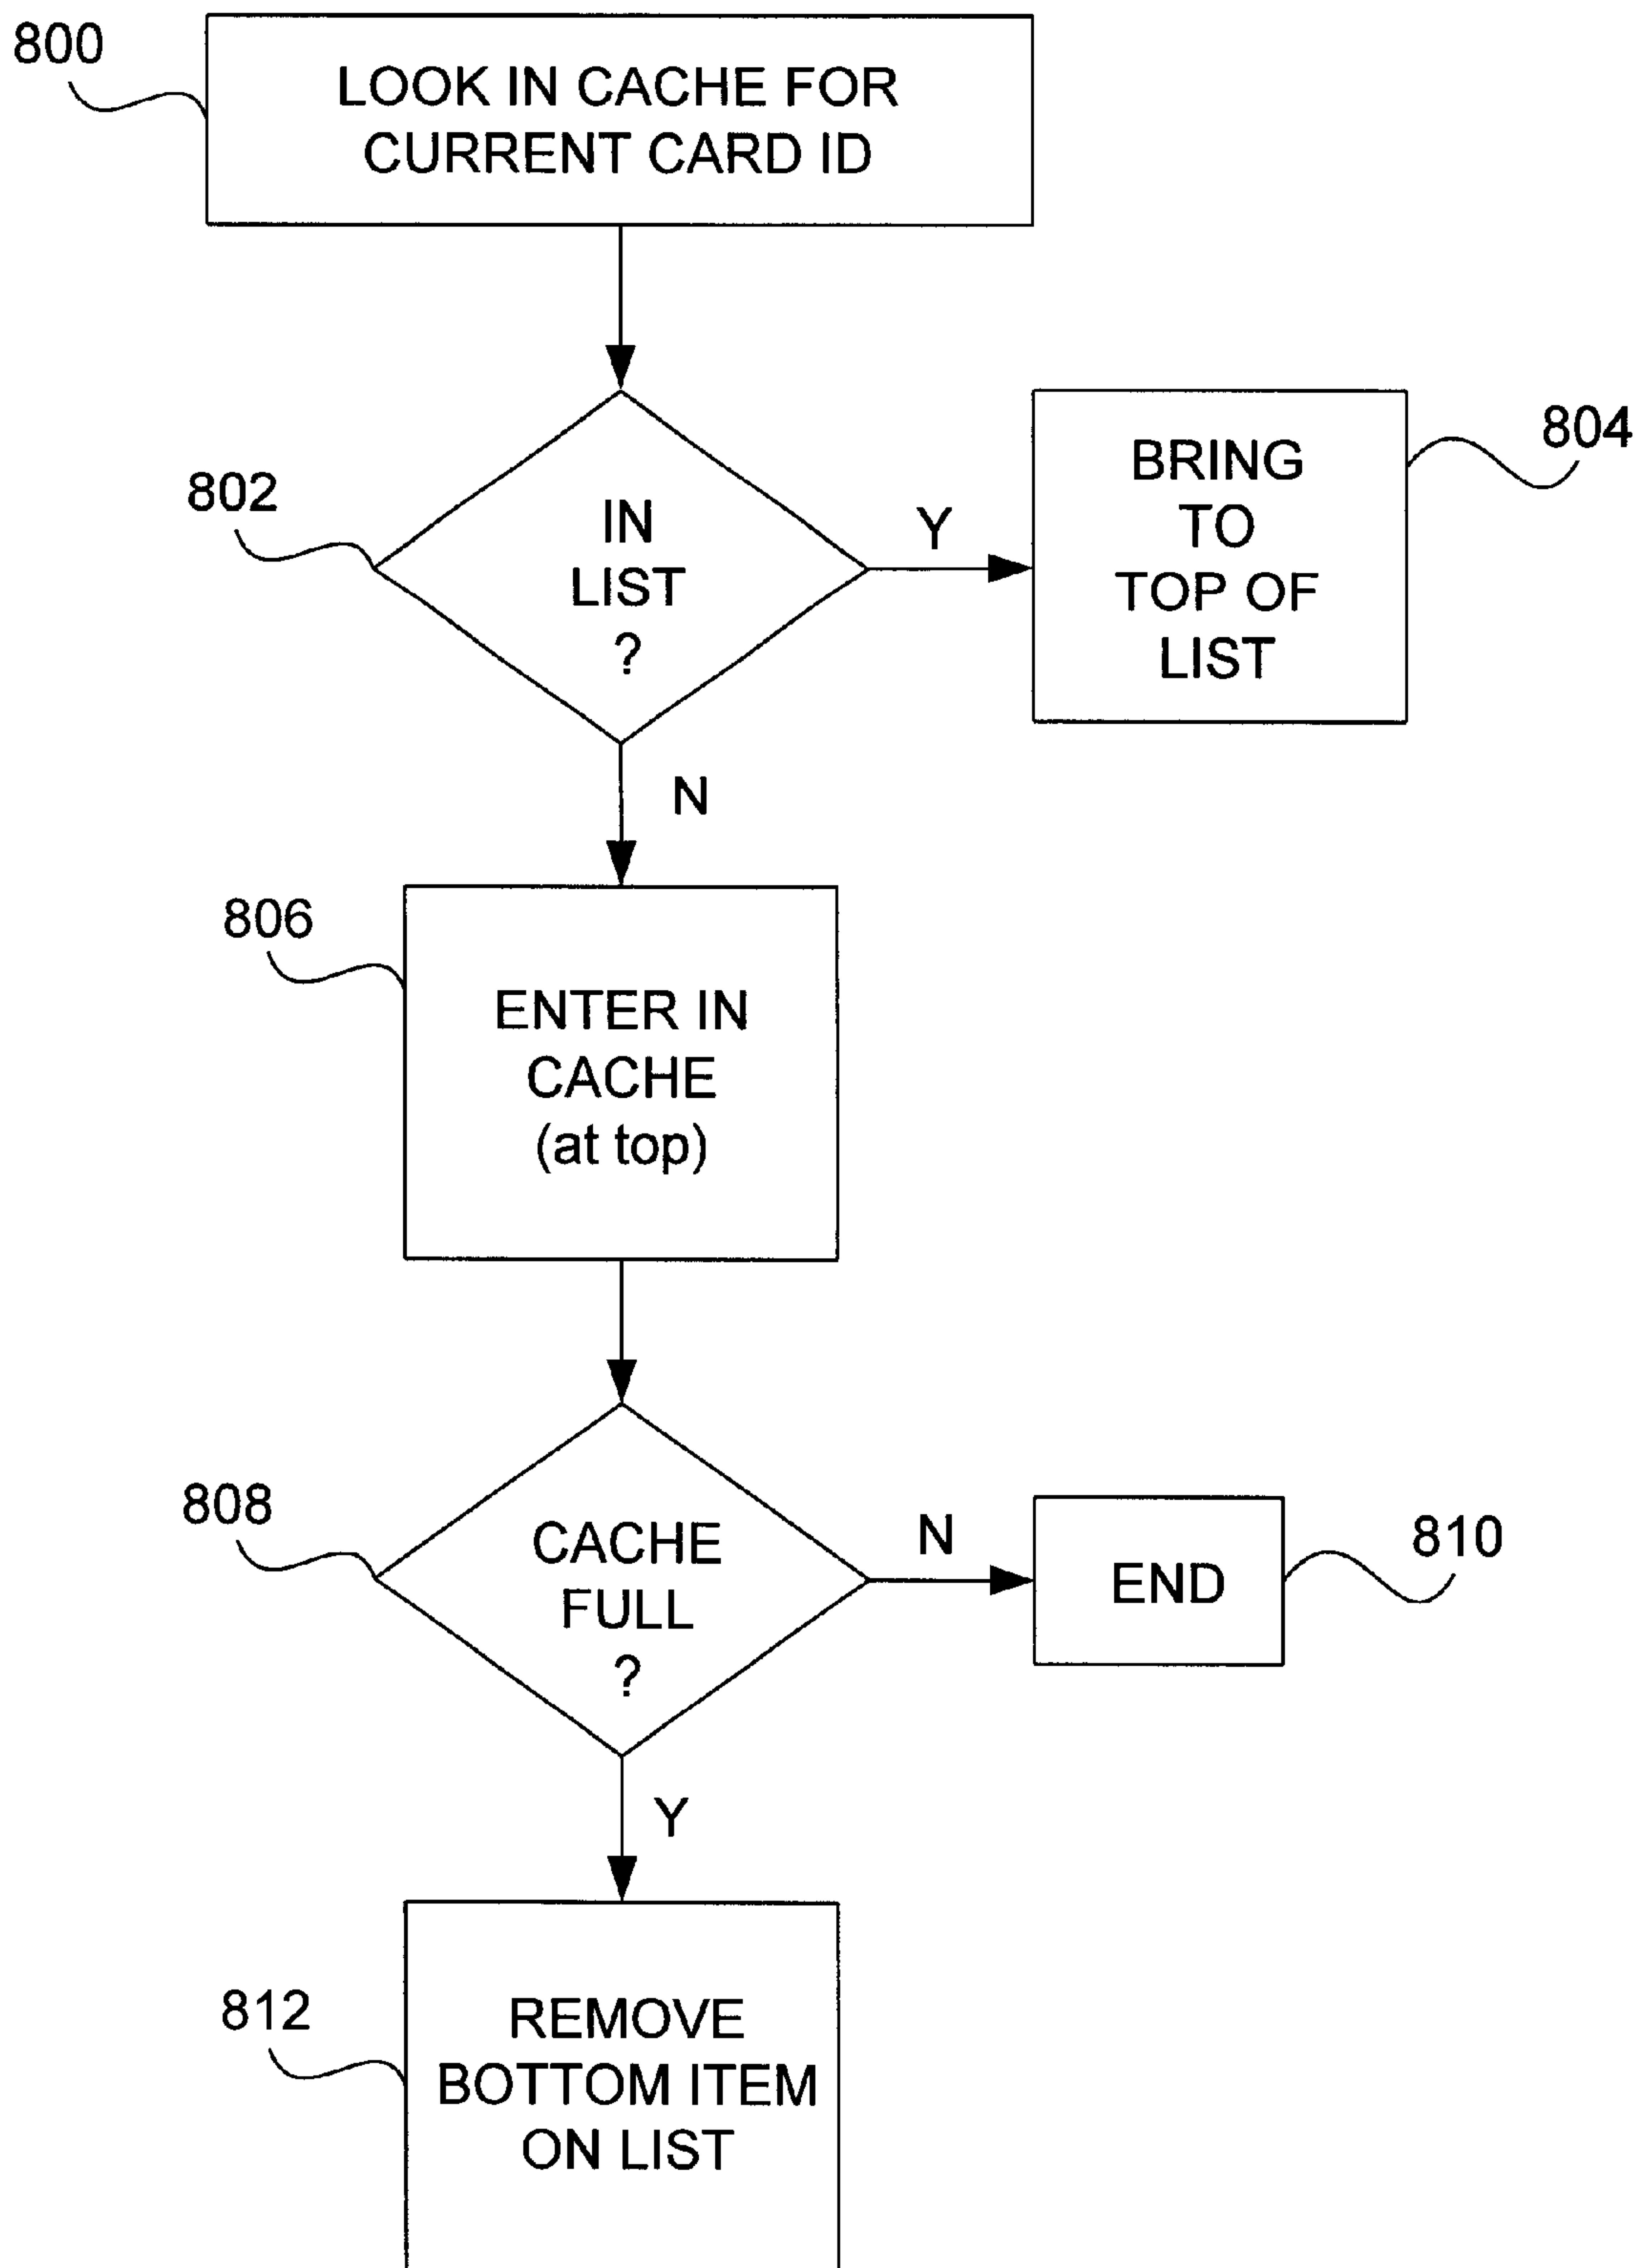 800
LOOK IN CACHE FOR
CURRENT CARD ID
802
IN
LIST
?
Y
BRING
TO
TOP OF
LIST
804
N
806
ENTER IN
CACHE
(at top)
808
CACHE
FULL
?
N
END
810
Y
812
REMOVE
BOTTOM ITEM
ON LIST